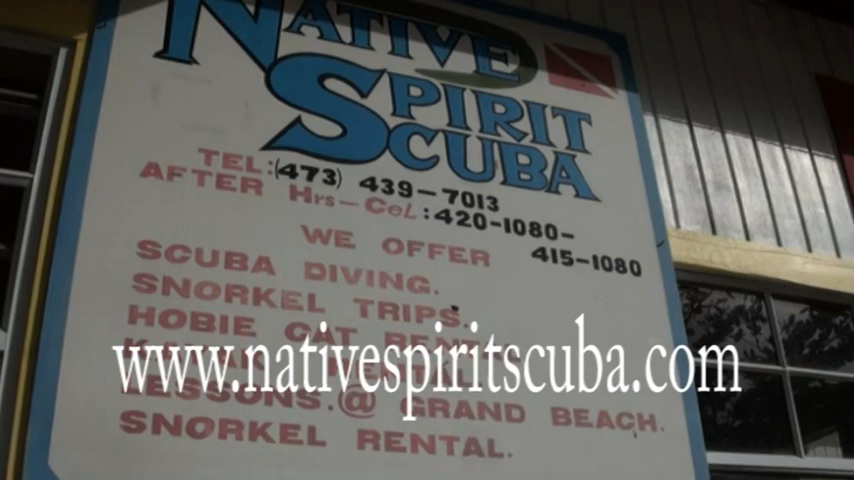 NATIVE
SPIRIT
SCUBA
TEL:(473) 439-7013
AFTER Hrs-Cel:420-1080-
415-1080
WE OFFER
SCUBA DIVING.
SNORKEL TRIPS.
HOBIE CAT
www.nativespiritscuba.com
LESSONS.@ GRAND BEACH.
SNORKEL RENTAL.